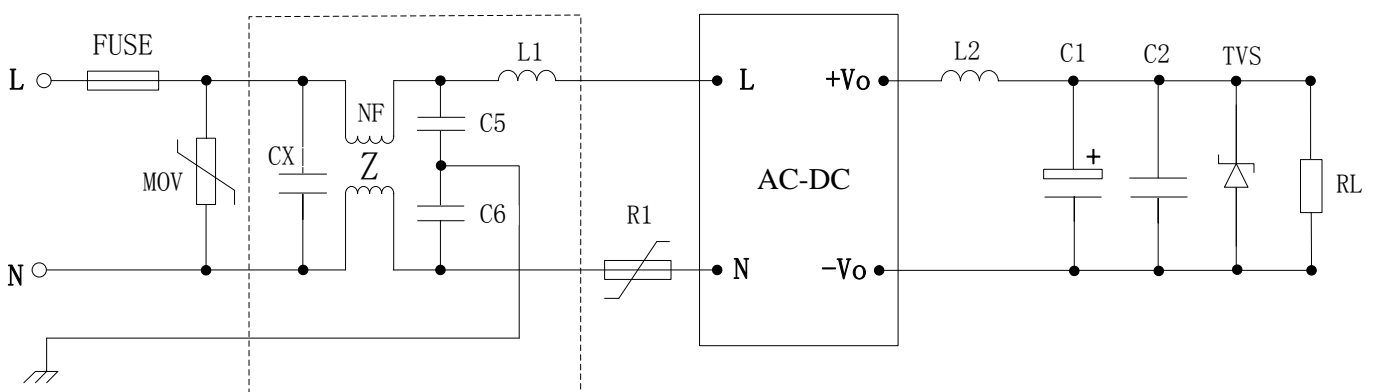 FUSE
L
MOV
N
CX
NF
Z
C5
C6
L1
R1
L
N
AC-DC
+Vo
-Vo
L2
C1
+
C2
TVS
RL